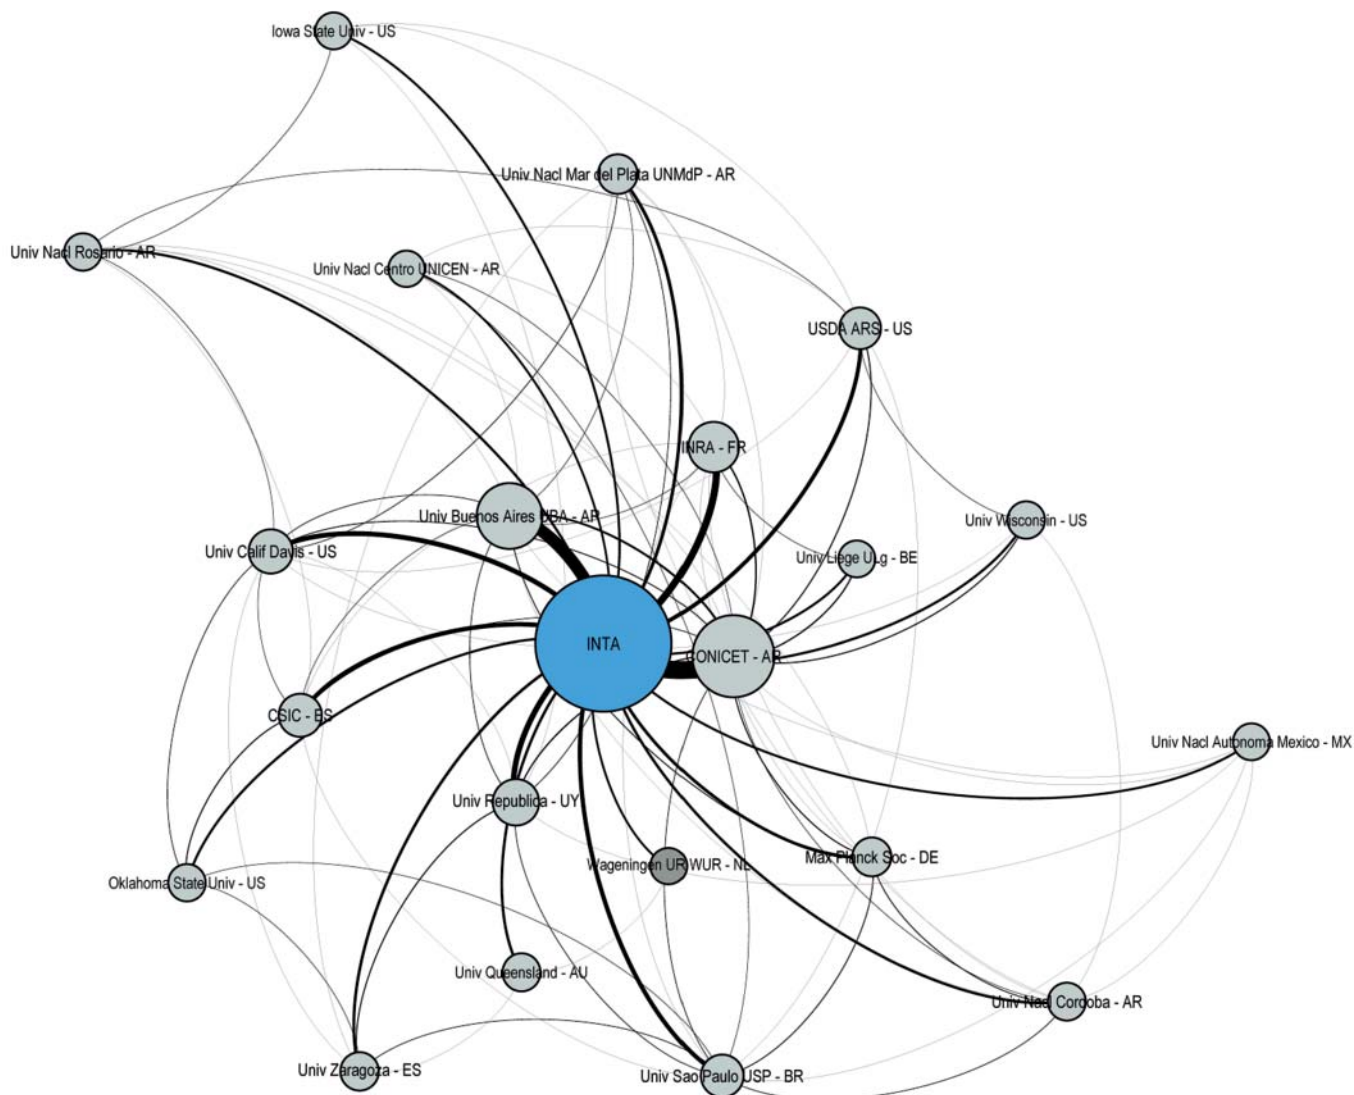 Iowa State Univ - US
Univ Nacl Mar del Plata UNMdP - AR
Univ Nacl Rosario - AR
Univ Nacl Centro UNICEN - AR
USDA ARS - US
INRA - FR
Univ Buenos Aires UBA - AR
Univ Wisconsin - US
Univ Calif Davis - US
Univ Liege ULg - BE
INTA
CONICET - AR
CSIC - ES
Univ Nacl Autonoma Mexico - MX
Univ Republica - UY
Wageningen UR WUR - NL
Max Planck Soc - DE
Oklahoma State Univ - US
Univ Queensland - AU
Univ Nacl Cordoba - AR
Univ Zaragoza - ES
Univ Sao Paulo USP - BR